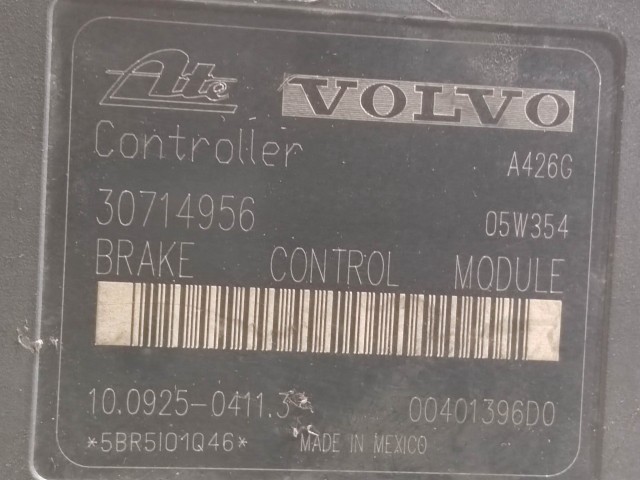 Ate VOLVO
Controller A426G
30714956 05W354
BRAKE CONTROL MODULE
10.0925-0411.3 00401396D0
*5BR5I01Q46* MADE IN MEXICO